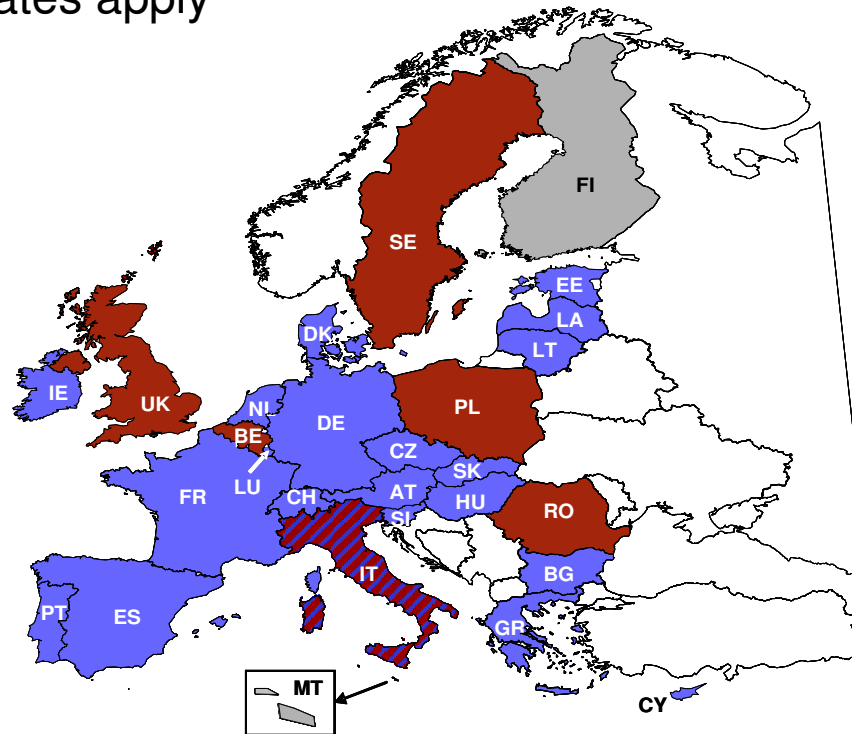 ates apply
FI
SE
EE
LA
DK
LT
IE
NL
UK
PL
BE
DE
CZ
SK
LU
FR
CH
AT
HU
SI
RO
IT
BG
PT
ES
GR
MT
CY